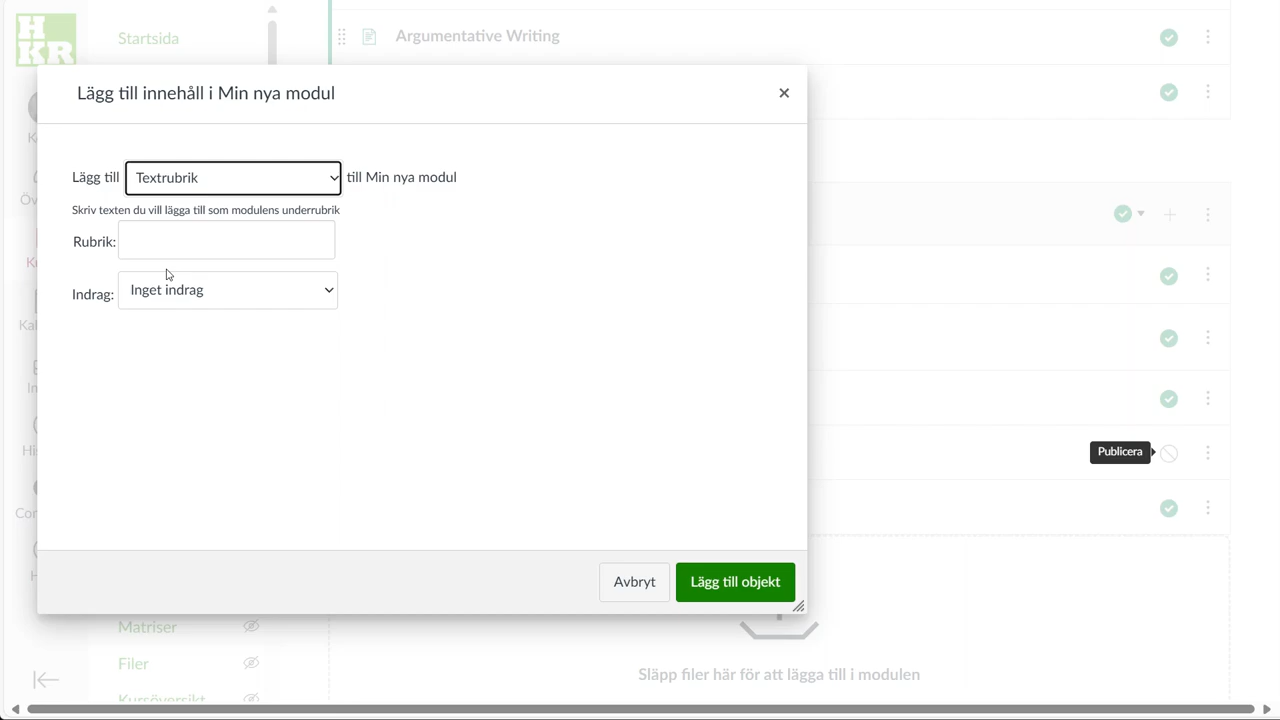 HKR
Startsida
Argumentative Writing
Lägg till innehåll i Min nya modul
Lägg till Textrubrik till Min nya modul
Skriv texten du vill lägga till som modulens underrubrik
Rubrik:
Indrag: Inget indrag
Publicera
Avbryt
Lägg till objekt
Matriser
Filer
Släpp filer här för att lägga till i modulen
Kursöversikt